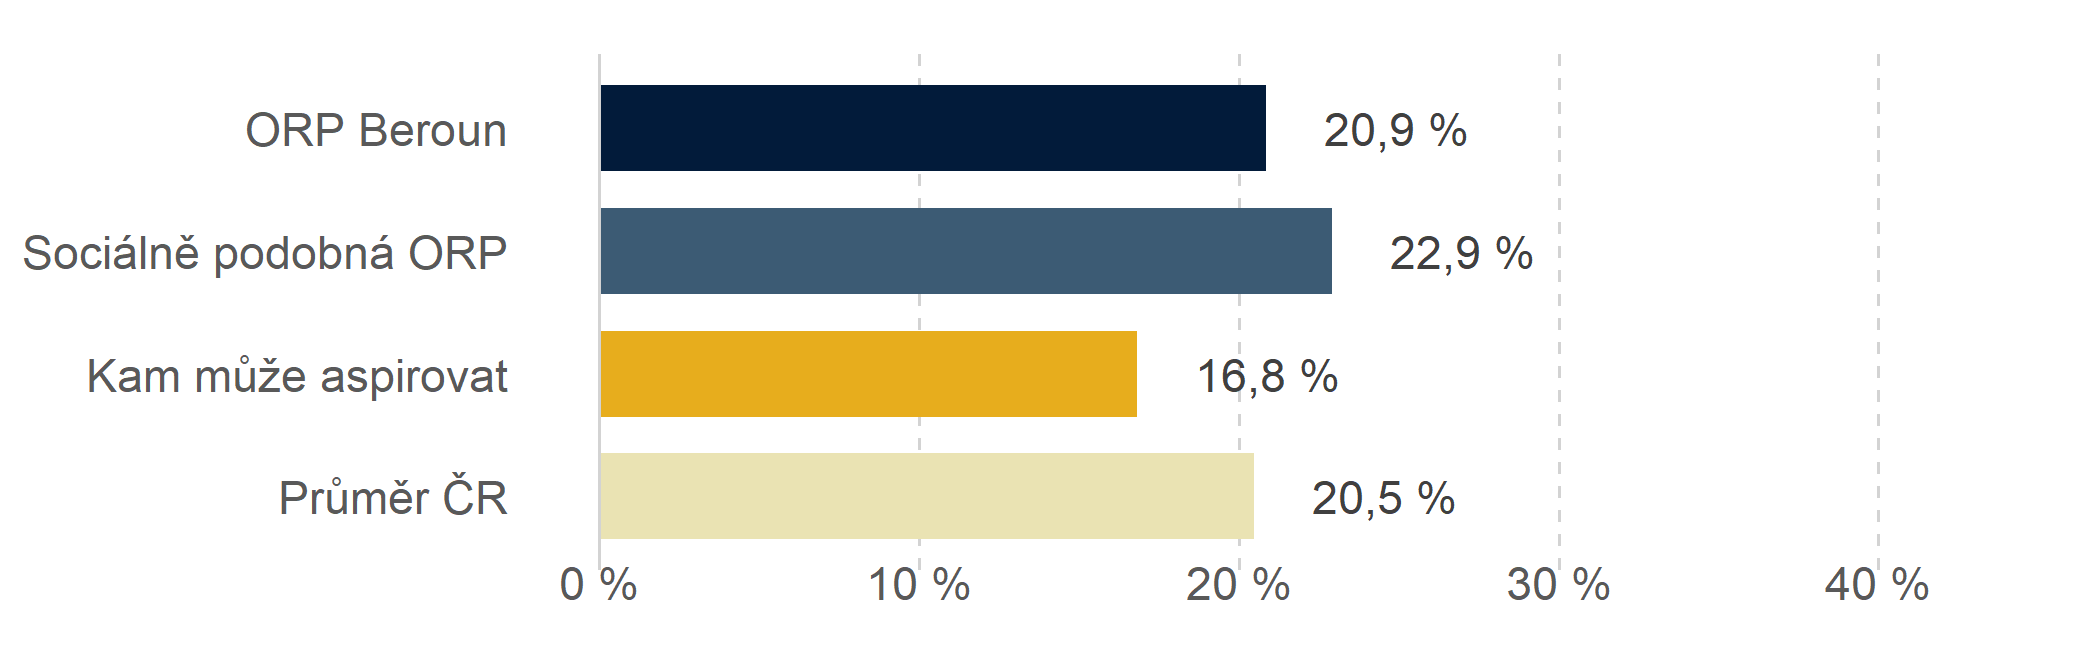 ORP Beroun 20,9 %
Sociálně podobná ORP 22,9 %
Kam může aspirovat 16,8 %
Průměr ČR 20,5 %
0 % 10 % 20 % 30 % 40 %